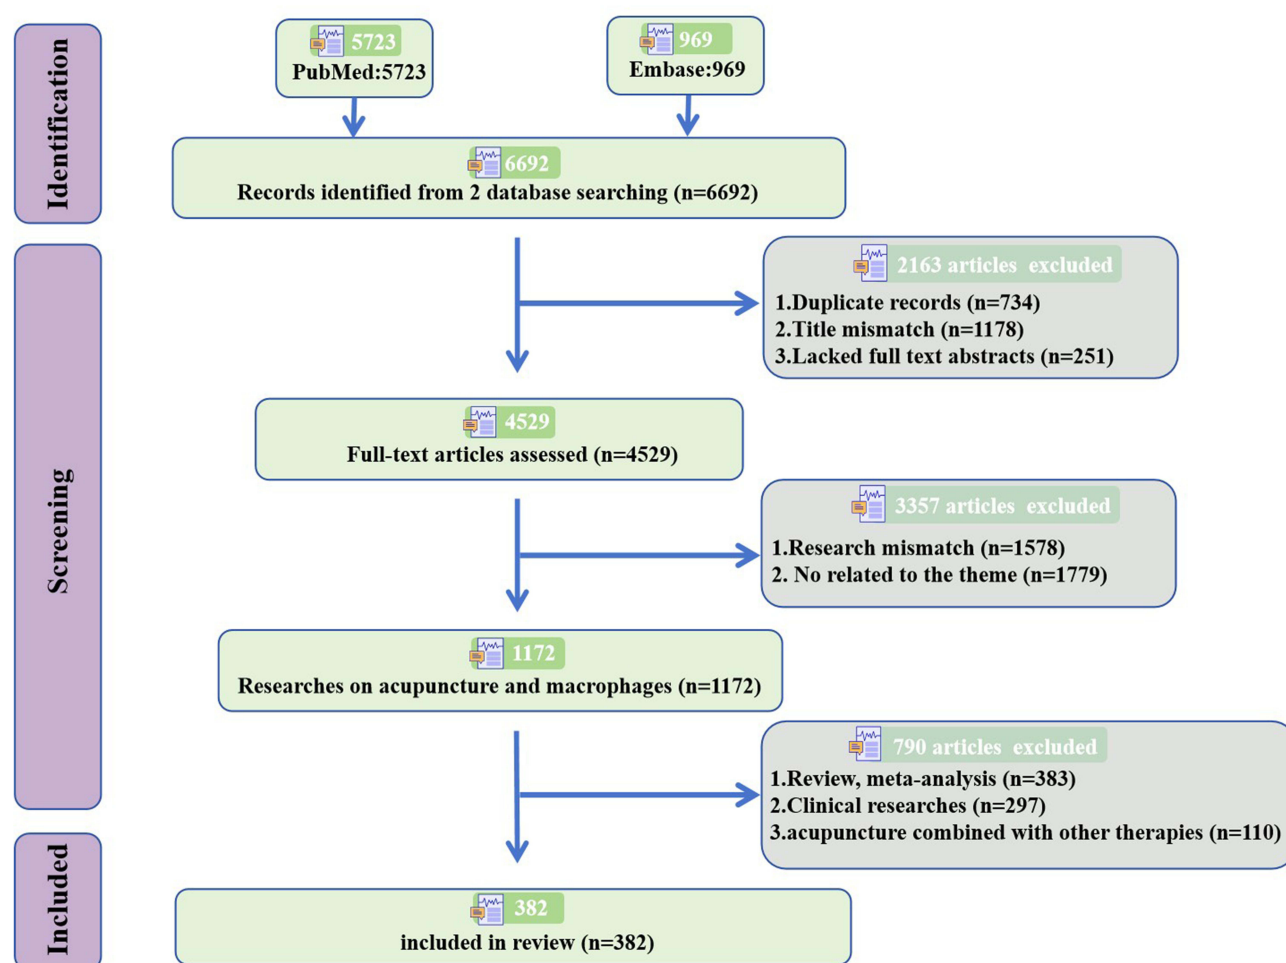 Identification
5723
PubMed:5723
969
Embase:969
6692
Records identified from 2 database searching (n=6692)
Screening
2163 articles excluded
1.Duplicate records (n=734)
2.Title mismatch (n=1178)
3.Lacked full text abstracts (n=251)
4529
Full-text articles assessed (n=4529)
3357 articles excluded
1.Research mismatch (n=1578)
2. No related to the theme (n=1779)
1172
Researches on acupuncture and macrophages (n=1172)
790 articles excluded
1.Review, meta-analysis (n=383)
2.Clinical researches (n=297)
3.acupuncture combined with other therapies (n=110)
Included
382
included in review (n=382)